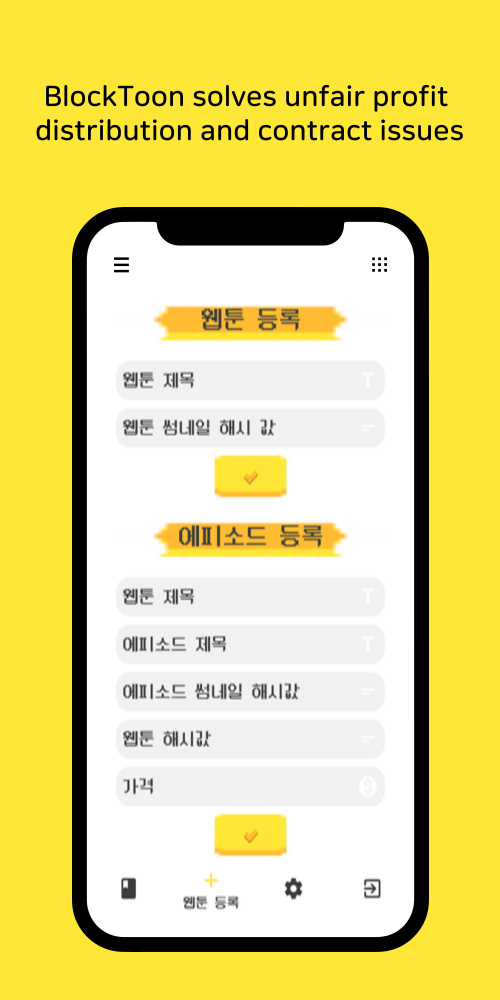 BlockToon solves unfair profit
distribution and contract issues
웹툰 등록
웹툰 제목
웹툰 썸네일 해시 값
에피소드 등록
웹툰 제목
에피소드 제목
에피소드 썸네일 해시값
웹툰 해시값
가격
웹툰 등록